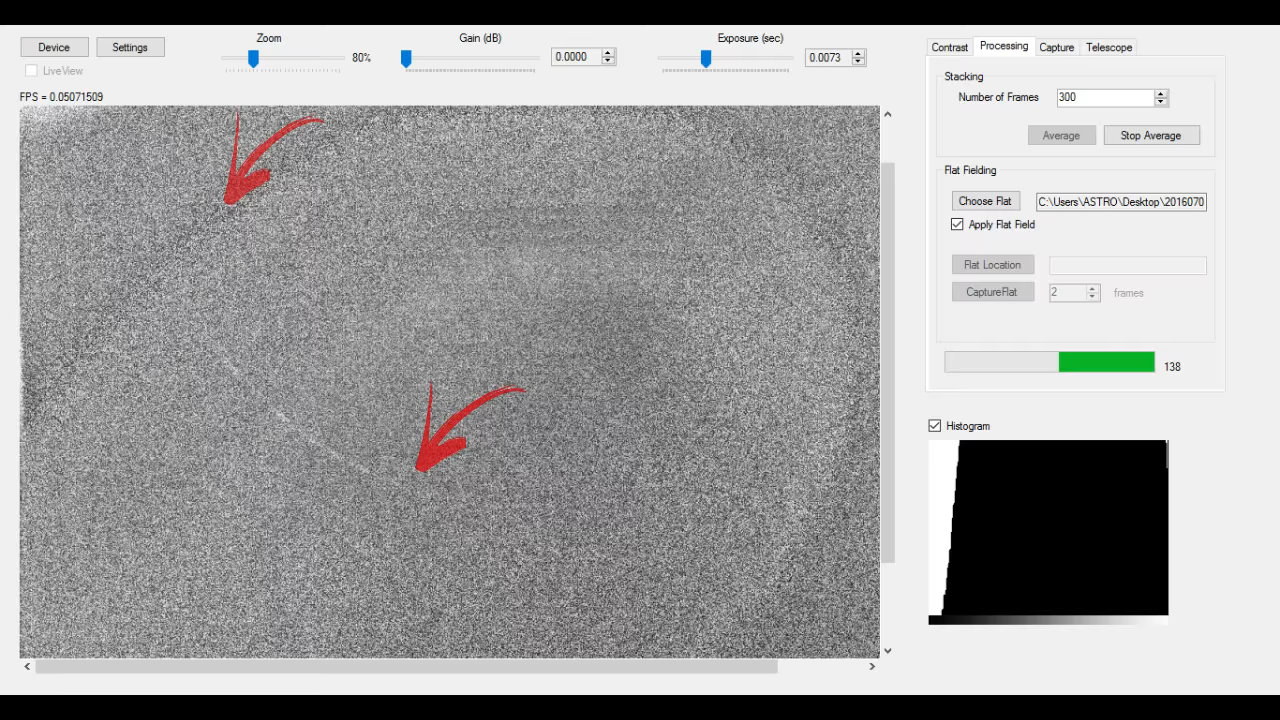 Device
Settings
Zoom
80%
Gain (dB)
0.0000
Exposure (sec)
0.0073
LiveView
FPS = 0.05071509
Contrast
Processing
Capture
Telescope
Stacking
Number of Frames
300
Average
Stop Average
Flat Fielding
Choose Flat
C:\Users\ASTRO\Desktop\2016070
Apply Flat Field
Flat Location
CaptureFlat
2
frames
138
Histogram